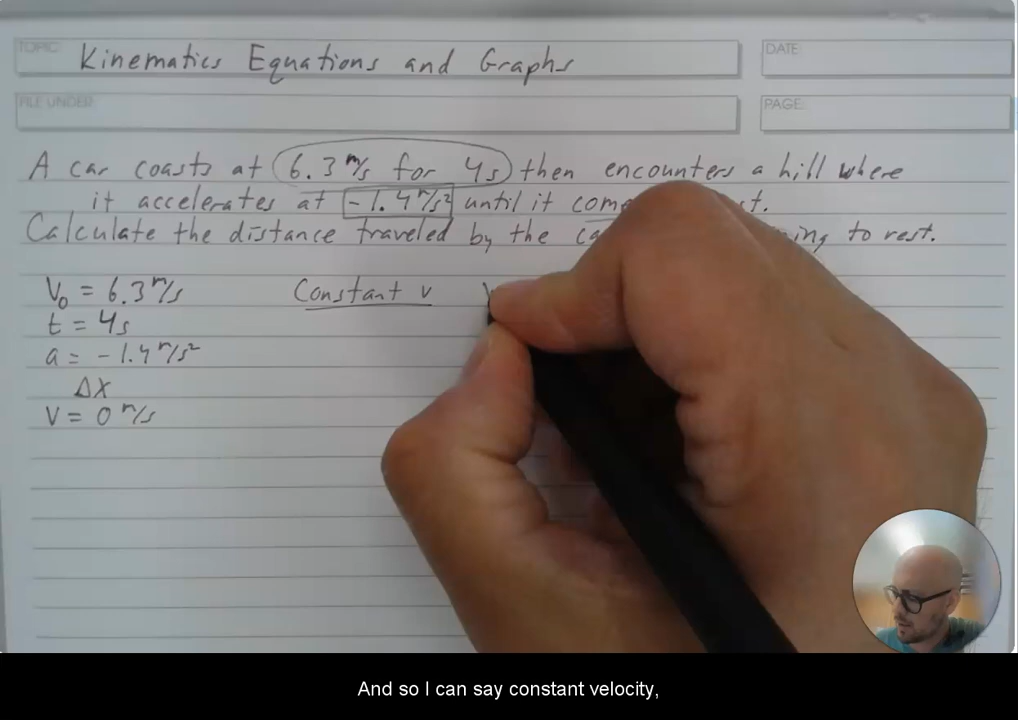 TOPIC: Kinematics Equations and Graphs
DATE:
FILE UNDER:
PAGE:
A car coasts at 6.3 m/s for 4s then encounters a hill where
it accelerates at -1.4 m/s² until it
Calculate the distance traveled by the to rest.
V₀ = 6.3 m/s
Constant v
t = 4s
a = -1.4 m/s²
Δx
V = 0 m/s
And so I can say constant velocity,